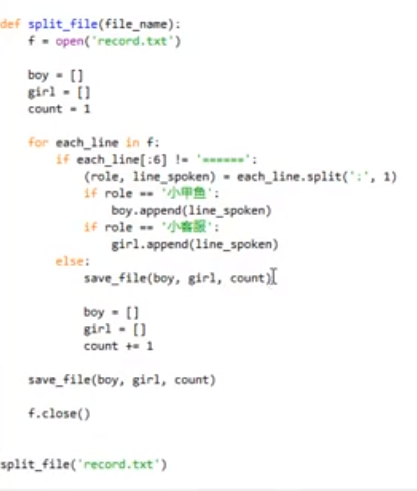 def split_file(file_name):
    f = open('record.txt')

    boy = []
    girl = []
    count = 1

    for each_line in f:
        if each_line[:6] != '======':
            (role, line_spoken) = each_line.split(':', 1)
            if role == '小甲鱼':
                boy.append(line_spoken)
            if role == '小客服':
                girl.append(line_spoken)
        else:
            save_file(boy, girl, count)

            boy = []
            girl = []
            count += 1

    save_file(boy, girl, count)

    f.close()


split_file('record.txt')